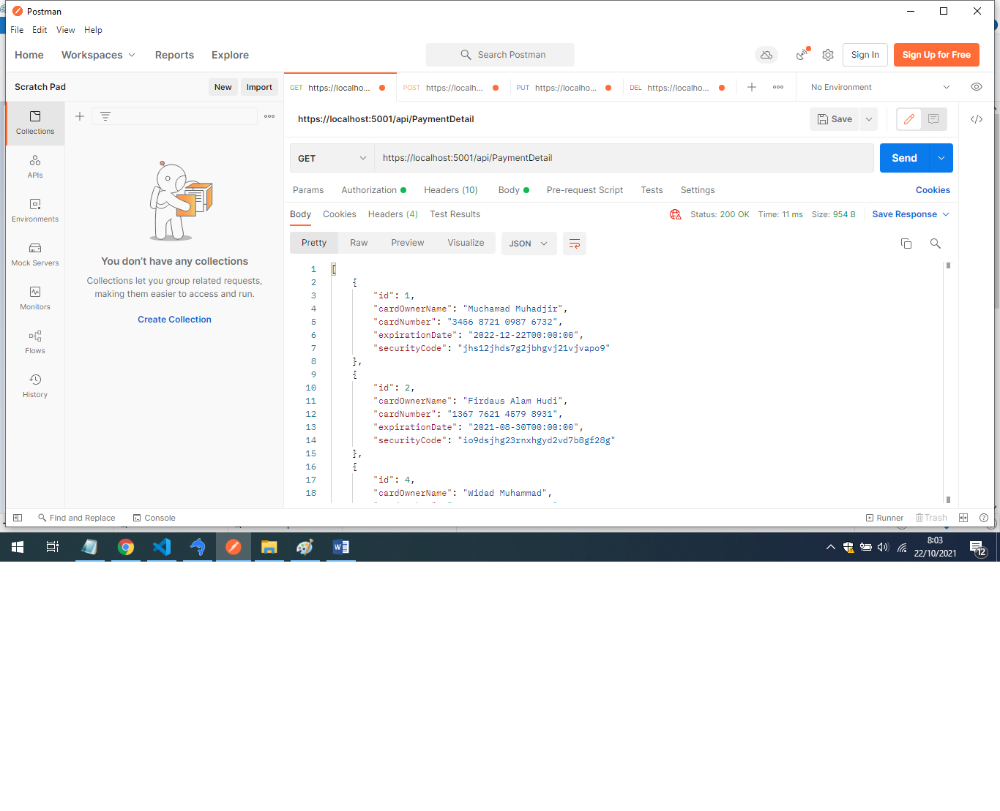 Postman
File Edit View Help
Home Workspaces Reports Explore Search Postman Sign In Sign Up for Free
Scratch Pad New Import GET https://localho... POST https://localh... PUT https://localho... DEL https://localho... No Environment
https://localhost:5001/api/PaymentDetail Save
Collections
APIs
Environments
Mock Servers
Monitors
Flows
History
You don't have any collections
Collections let you group related requests,
making them easier to access and run.
Create Collection
GET https://localhost:5001/api/PaymentDetail Send
Params Authorization Headers (10) Body Pre-request Script Tests Settings Cookies
Body Cookies Headers (4) Test Results Status: 200 OK Time: 11 ms Size: 954 B Save Response
Pretty Raw Preview Visualize JSON
1 [
2 {
3 "id": 1,
4 "cardOwnerName": "Muchamad Muhadjir",
5 "cardNumber": "3456 8721 0987 6732",
6 "expirationDate": "2022-12-22T00:00:00",
7 "securityCode": "jhs12jhds7g2jbhgvj21vjvapo9"
8 },
9 {
10 "id": 2,
11 "cardOwnerName": "Firdaus Alam Hudi",
12 "cardNumber": "1367 7621 4579 8931",
13 "expirationDate": "2021-08-30T00:00:00",
14 "securityCode": "io9dsjhg23rnxhgyd2vd7b8gf28g"
15 },
16 {
17 "id": 4,
18 "cardOwnerName": "Widad Muhammad",
Find and Replace Console Runner Trash
8:03
22/10/2021
12